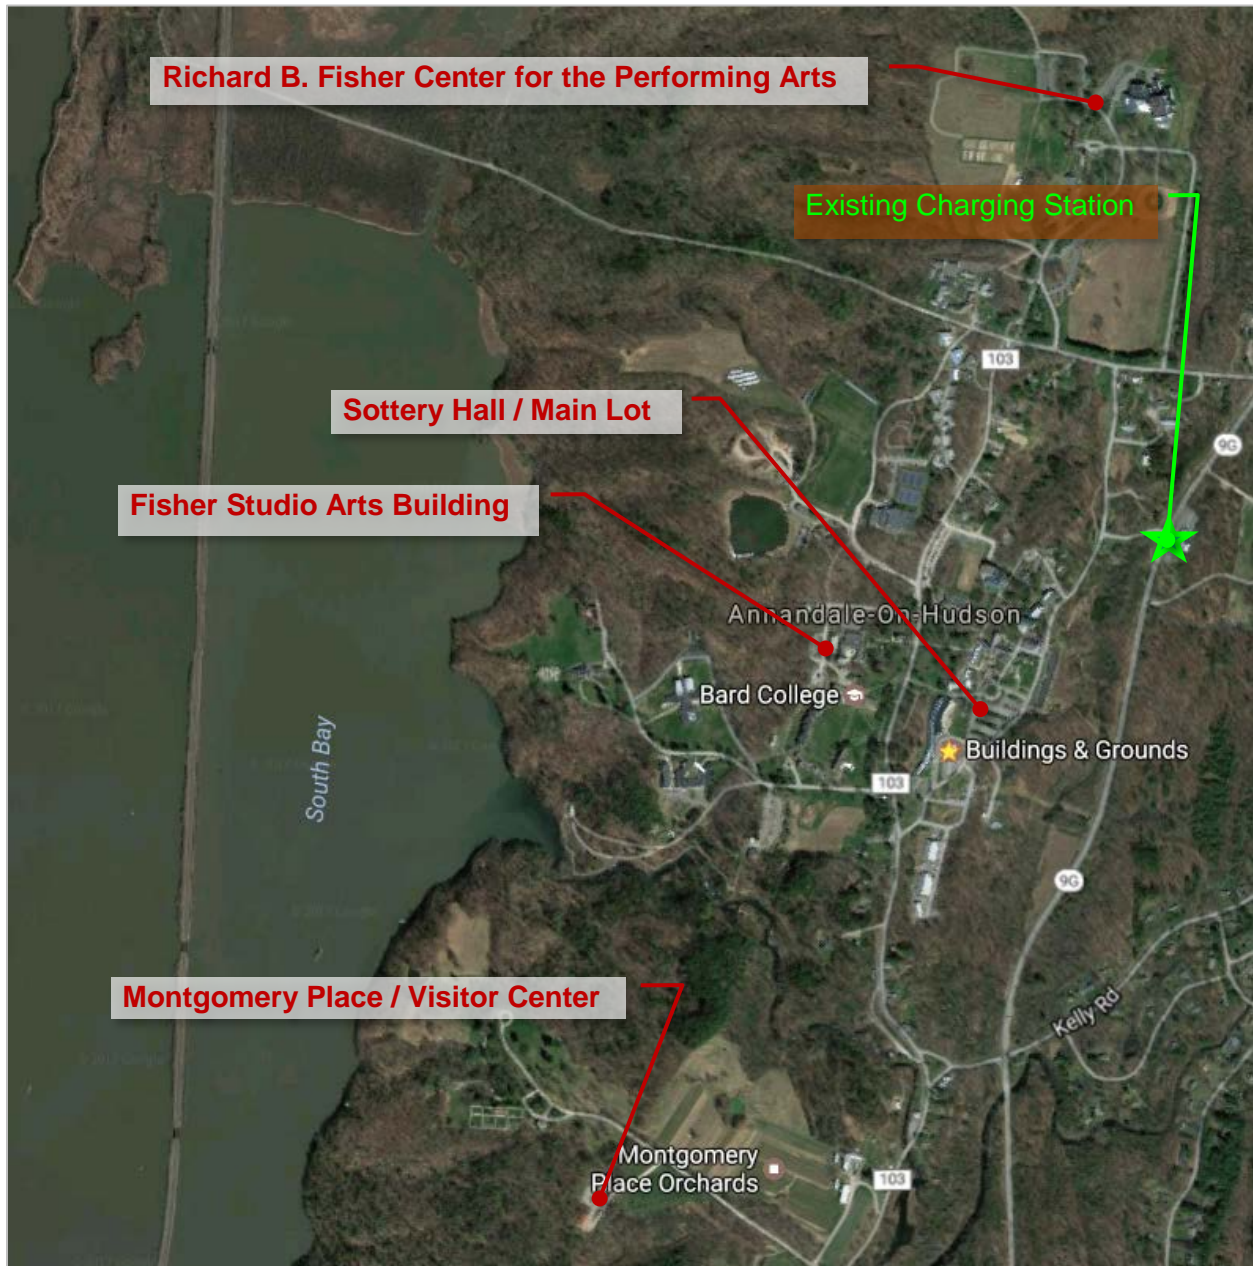 Richard B. Fisher Center for the Performing Arts
Existing Charging Station
103
Sottery Hall / Main Lot
9G
Fisher Studio Arts Building
Annandale-On-Hudson
Bard College
Buildings & Grounds
South Bay
103
9G
Montgomery Place / Visitor Center
Kelly Rd
Montgomery
Place Orchards
103